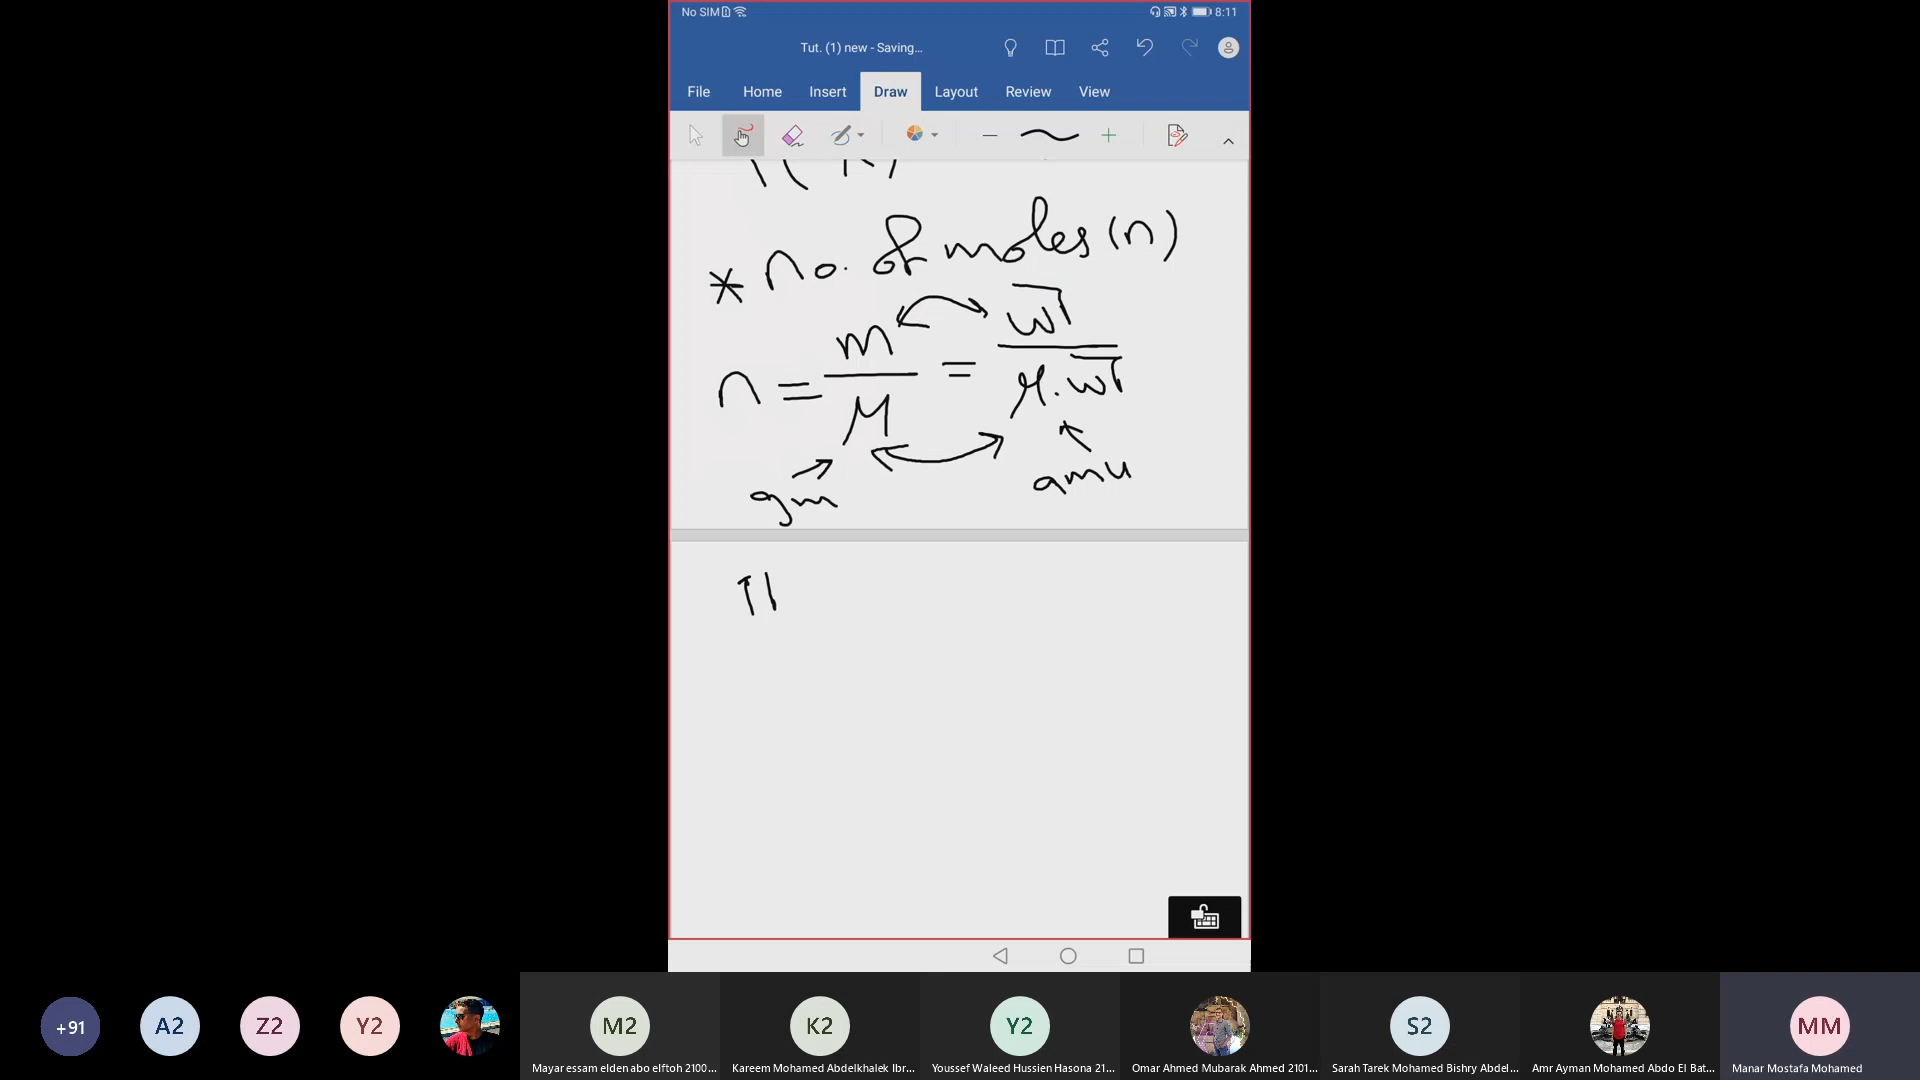 No SIM 8:11
Tut. (1) new - Saving...
File Home Insert Draw Layout Review View
* no. of moles (n)
n = m/M = wT/M.wT
gm amu
+91 A2 Z2 Y2 M2 K2 Y2 S2 MM
Mayar essam elden abo elftoh 2100... Kareem Mohamed Abdelkhalek Ibr... Youssef Waleed Hussien Hasona 21... Omar Ahmed Mubarak Ahmed 2101... Sarah Tarek Mohamed Bishry Abdel... Amr Ayman Mohamed Abdo El Bat... Manar Mostafa Mohamed